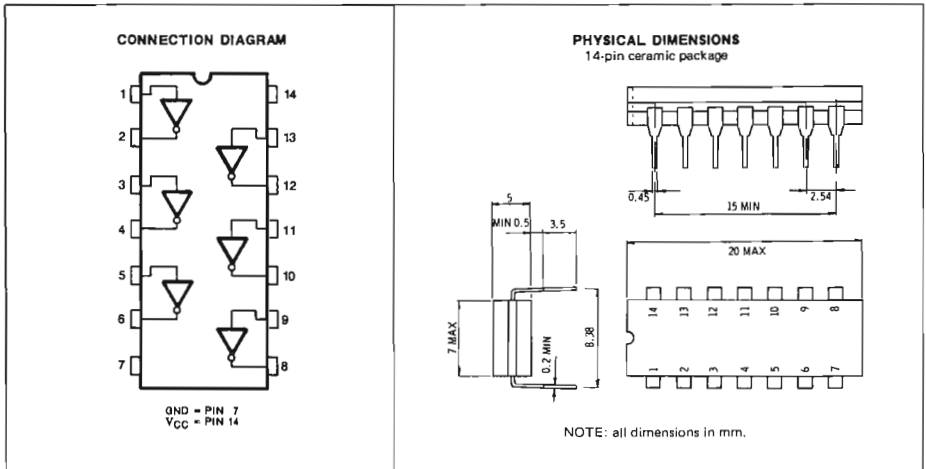 CONNECTION DIAGRAM
1
14
2
13
3
12
4
11
5
10
6
9
7
8
GND = PIN 7
VCC = PIN 14
PHYSICAL DIMENSIONS
14-pin ceramic package
0.45
2.54
15 MIN
5
MIN 0.5
3.5
20 MAX
7 MAX
0.2 MIN
8.38
14 13 12 11 10 9 8
1 2 3 4 5 6 7
NOTE: all dimensions in mm.